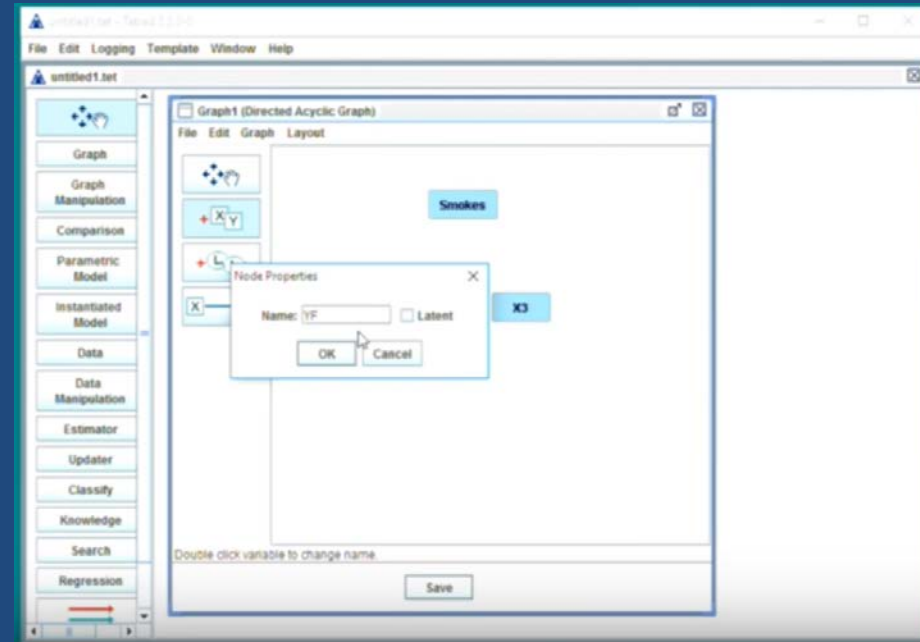 File Edit Logging Template Window Help
untitled1.tet
Graph
Graph
Manipulation
Comparison
Parametric
Model
Instantiated
Model
Data
Data
Manipulation
Estimator
Updater
Classify
Knowledge
Search
Regression
Graph1 (Directed Acyclic Graph)
File Edit Graph Layout
+ X Y
+ L
X
Smokes
X3
Node Properties
Name: YF Latent
OK Cancel
Double click variable to change name.
Save